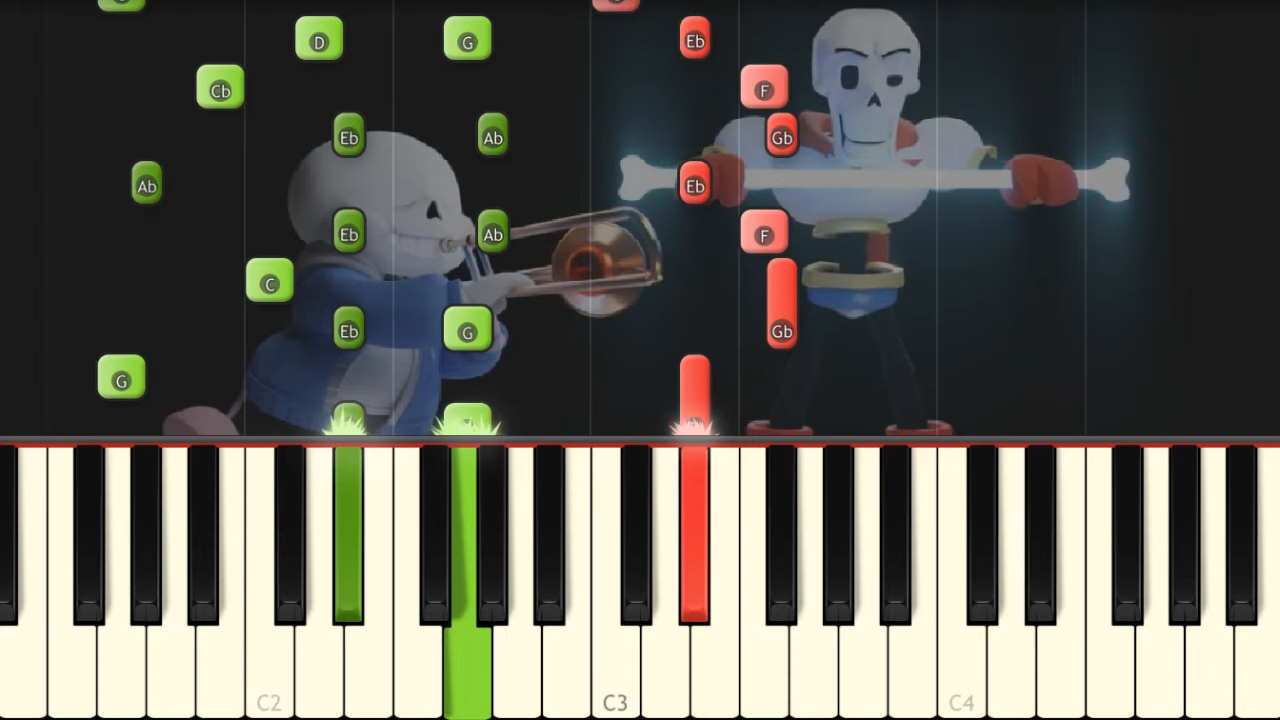 D G Eb
Cb F
Eb Ab Gb
Ab Eb
Eb Ab F
C
Eb G Gb
G
C2 C3 C4